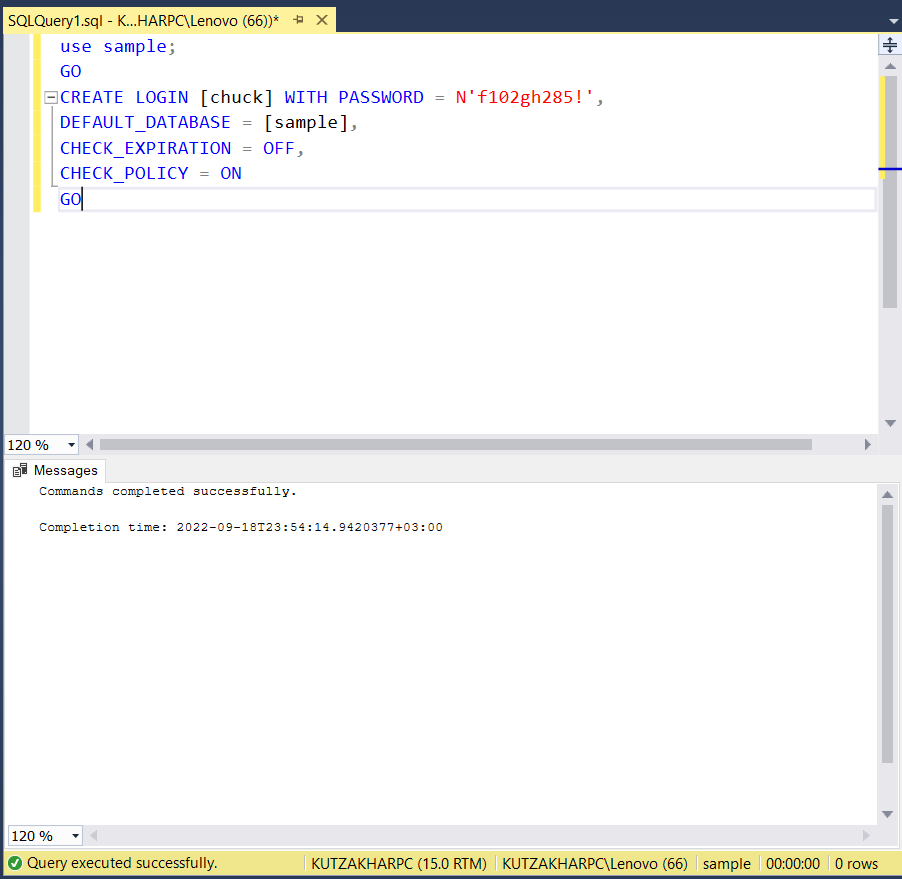 SQLQuery1.sql - K...HARPC\Lenovo (66))*
use sample;
GO
CREATE LOGIN [chuck] WITH PASSWORD = N'f102gh285!',
DEFAULT_DATABASE = [sample],
CHECK_EXPIRATION = OFF,
CHECK_POLICY = ON
GO
120 %
Messages
Commands completed successfully.
Completion time: 2022-09-18T23:54:14.9420377+03:00
120 %
Query executed successfully. KUTZAKHARPC (15.0 RTM) KUTZAKHARPC\Lenovo (66) sample 00:00:00 0 rows